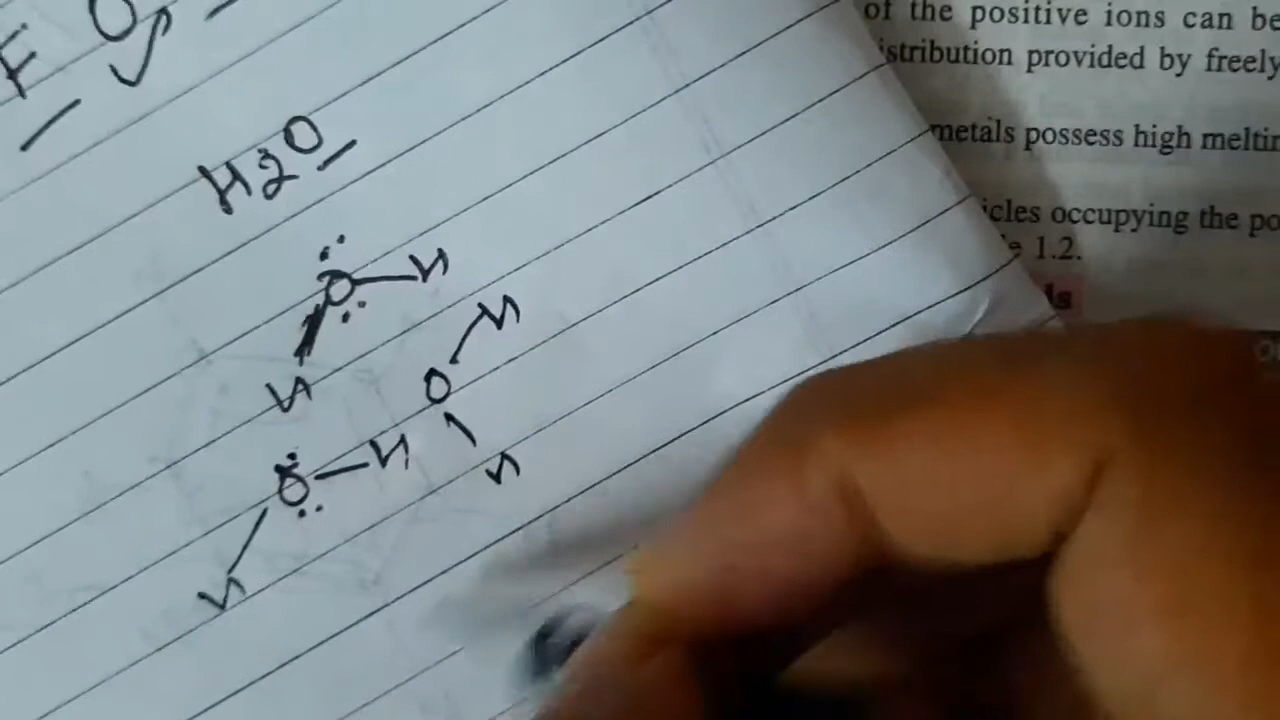 F O
H2O
O-H
H
H
O
H
O-H
H
of the positive ions can be
istribution provided by freely
metals possess high meltin
icles occupying the po
1.2.
ls